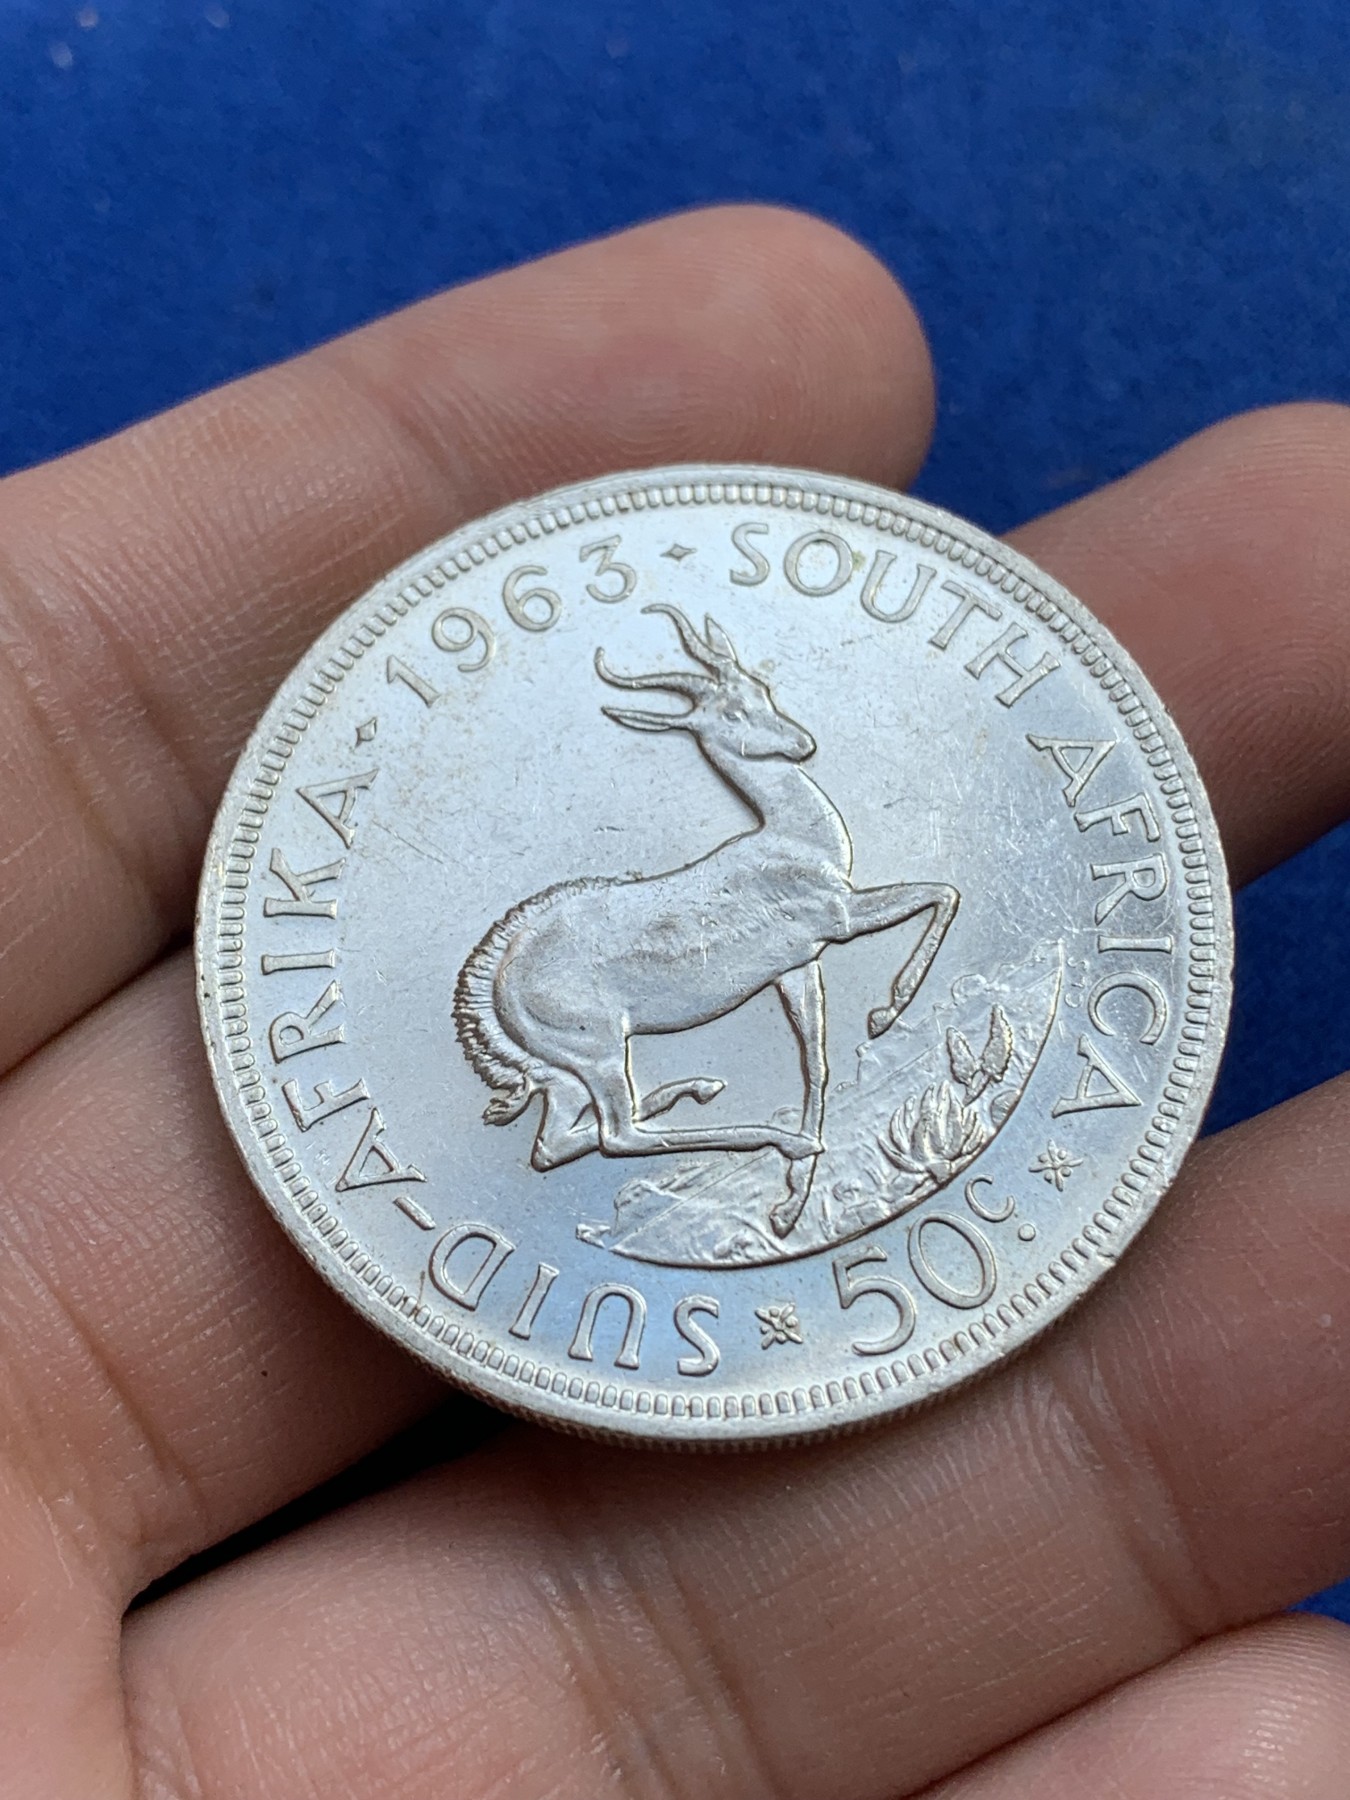 SUID-AFRIKA · 1963 · SOUTH AFRICA
50c.